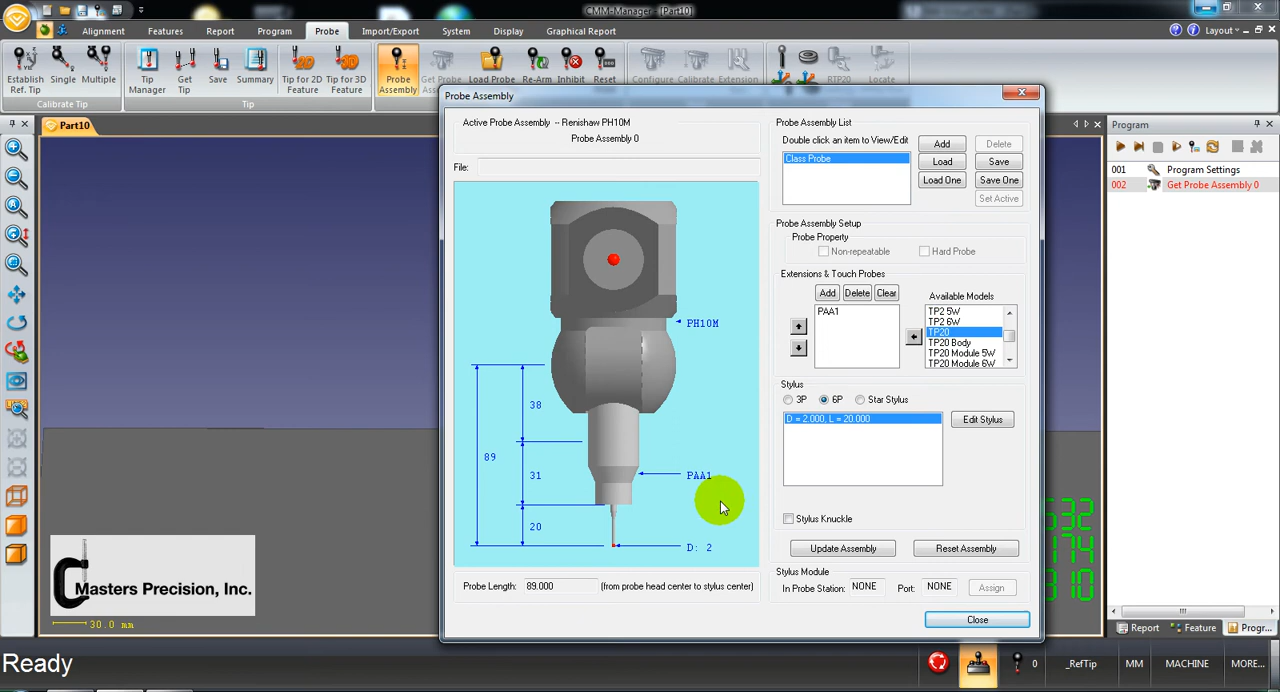 CMM-Manager - [Part10]
Alignment Features Report Program Probe Import/Export System Display Graphical Report Layout
Establish Ref. Tip Single Multiple Tip Manager Get Tip Save Summary Tip for 2D Feature Tip for 3D Feature Probe Assembly Load Probe Re-Arm Inhibit Reset Configure Calibrate Extension RTP20 Locate
Calibrate Tip Tip
Part10
Probe Assembly
Active Probe Assembly -- Renishaw PH10M
Probe Assembly 0
File:
PH10M
38
89
31
PAA1
20
D: 2
Probe Length: 89.000 (from probe head center to stylus center)
Probe Assembly List
Double click an item to View/Edit
Class Probe
Add Delete
Load Save
Load One Save One
Set Active
Probe Assembly Setup
Probe Property
Non-repeatable Hard Probe
Extensions & Touch Probes
Add Delete Clear
Available Models
PAA1
TP2 5W
TP2 6W
TP20
TP20 Body
TP20 Module 5W
TP20 Module 6W
Stylus
3P 6P Star Stylus
D = 2.000, L = 20.000
Edit Stylus
Stylus Knuckle
Update Assembly Reset Assembly
Stylus Module
In Probe Station: NONE Port: NONE Assign
Close
Program
001 Program Settings
002 Get Probe Assembly 0
532
174
310
Masters Precision, Inc.
30.0 mm
Report Feature Progr...
Ready
0 _RefTip MM MACHINE MORE...